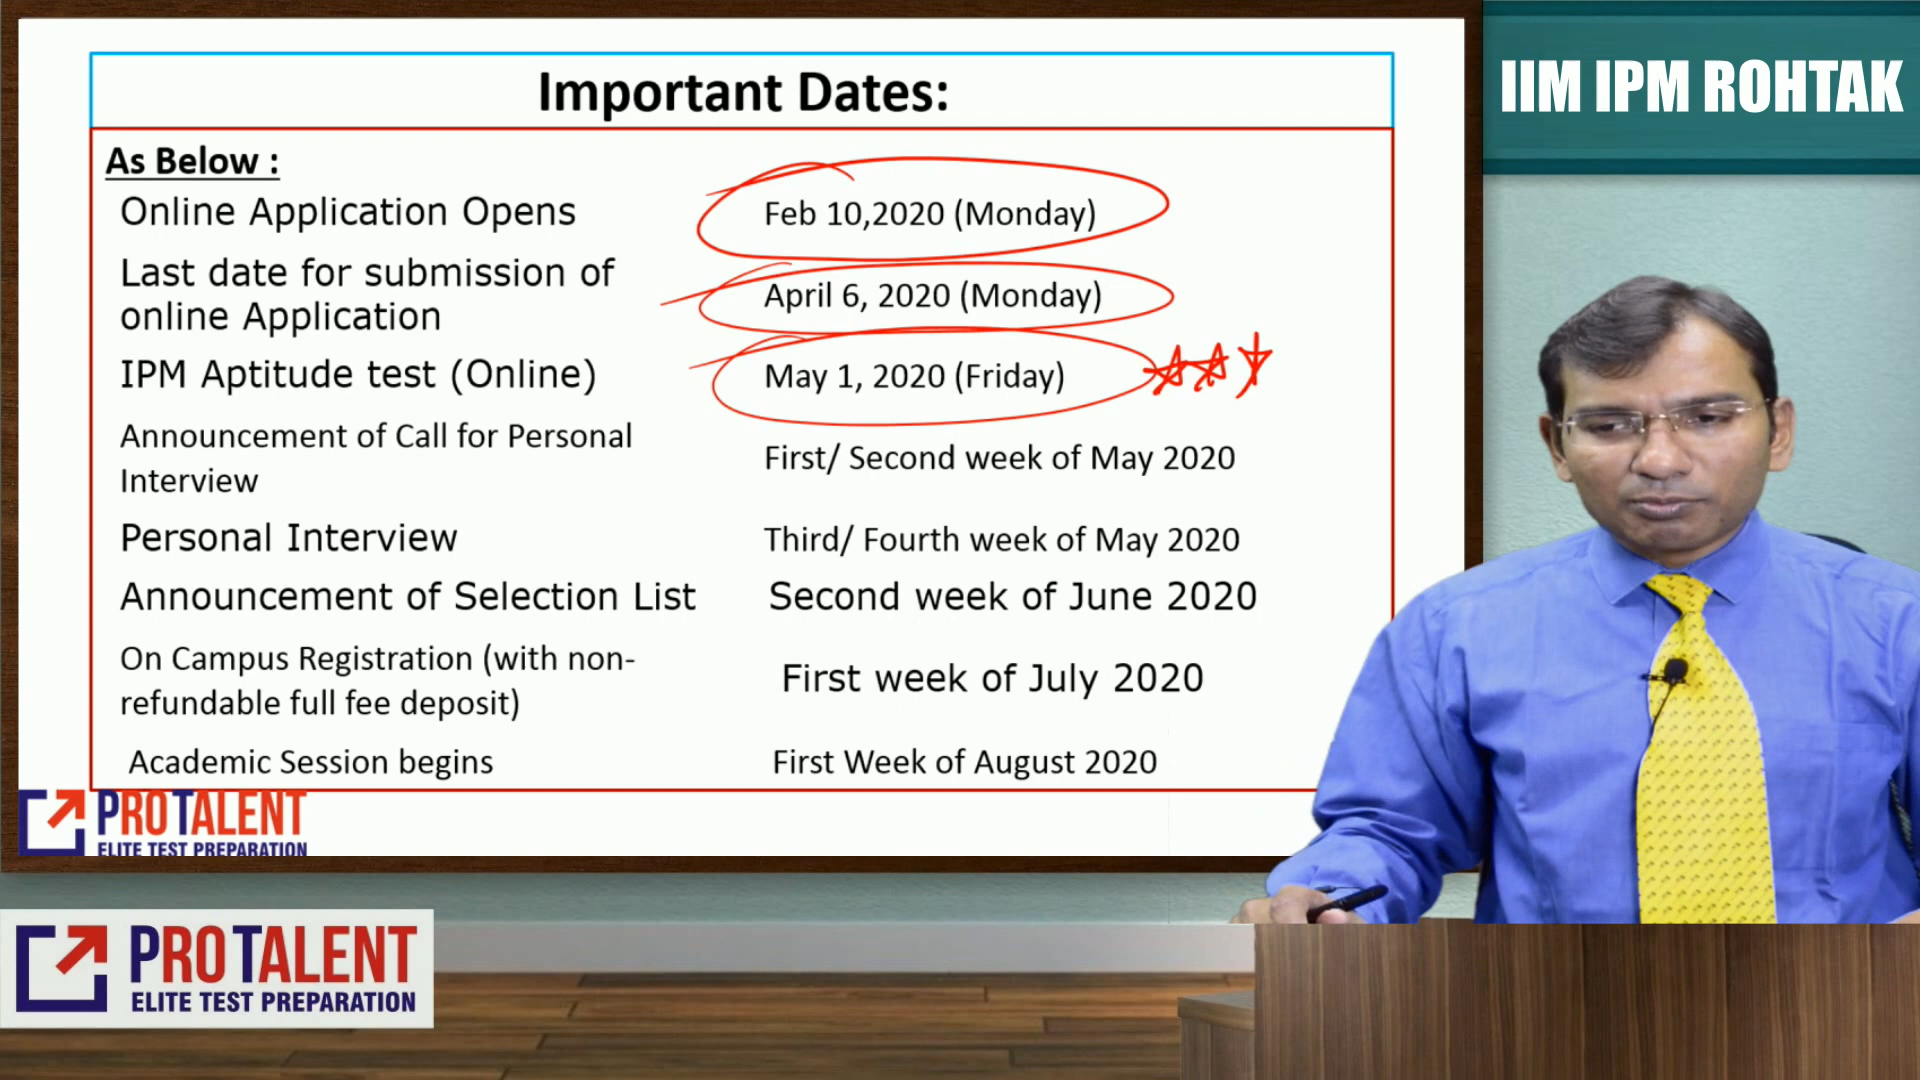 Important Dates:
IIM IPM ROHTAK
As Below :
Online Application Opens
Feb 10,2020 (Monday)
Last date for submission of
online Application
April 6, 2020 (Monday)
IPM Aptitude test (Online)
May 1, 2020 (Friday)
Announcement of Call for Personal
Interview
First/ Second week of May 2020
Personal Interview
Third/ Fourth week of May 2020
Announcement of Selection List
Second week of June 2020
On Campus Registration (with non-
refundable full fee deposit)
First week of July 2020
Academic Session begins
First Week of August 2020
PROTALENT
ELITE TEST PREPARATION
PROTALENT
ELITE TEST PREPARATION